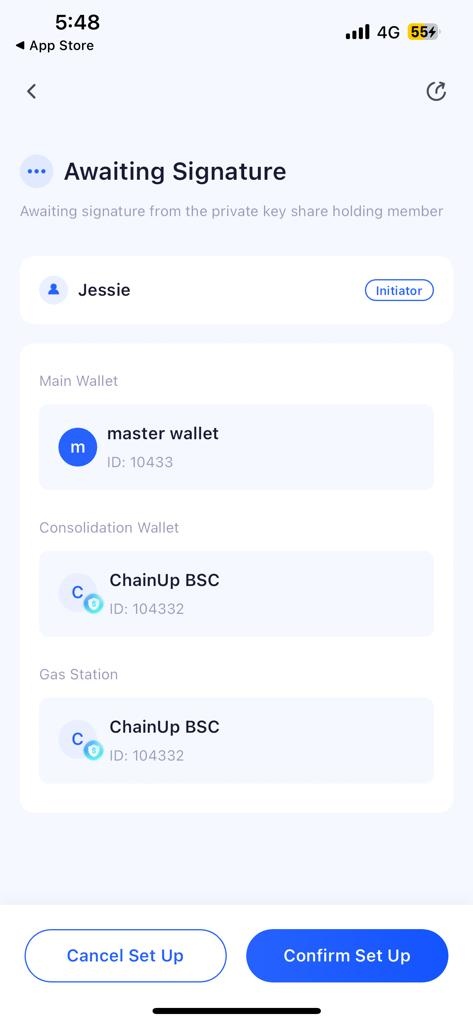 5:48
4G
55
◀ App Store
Awaiting Signature
Awaiting signature from the private key share holding member
Jessie
Initiator
Main Wallet
m
master wallet
ID: 10433
Consolidation Wallet
C
ChainUp BSC
ID: 104332
Gas Station
C
ChainUp BSC
ID: 104332
Cancel Set Up
Confirm Set Up